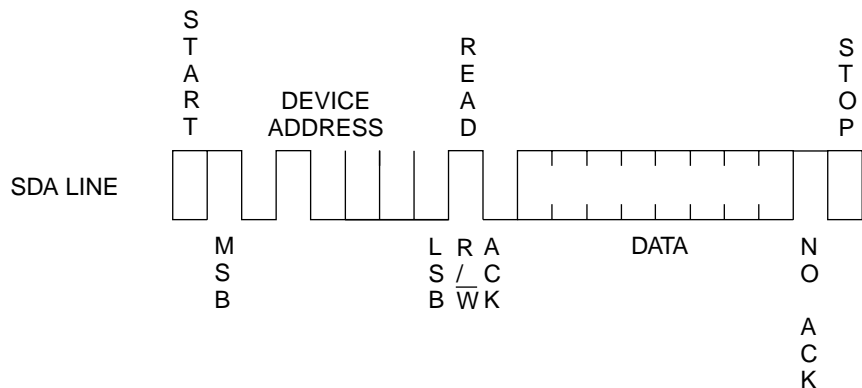 START
DEVICE
ADDRESS
READ
STOP
SDA LINE
MSB
LSB
R/W
ACK
DATA
NO ACK